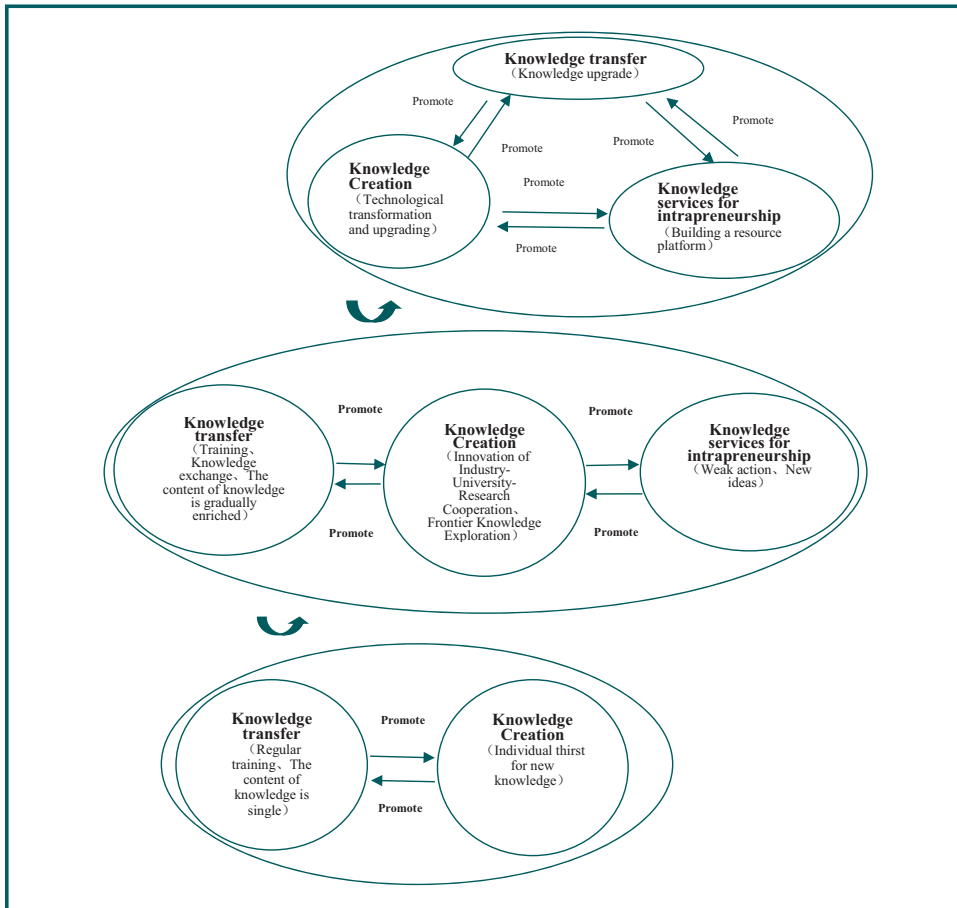 Knowledge transfer
（Knowledge upgrade）
Promote
Promote
Promote
Promote
Knowledge
Creation
（Technological
transformation
and upgrading）
Promote
Promote
Knowledge
services for
intrapreneurship
（Building a resource
platform）
Knowledge
transfer
（Training、
Knowledge
exchange、The
content of knowledge
is gradually
enriched）
Promote
Promote
Knowledge
Creation
（Innovation of
Industry-
University-
Research
Cooperation、
Frontier Knowledge
Exploration）
Promote
Promote
Knowledge
services for
intrapreneurship
（Weak action、New
ideas）
Knowledge
transfer
（Regular
training、The
content of
knowledge is
single）
Promote
Promote
Knowledge
Creation
（Individual thirst
for new
knowledge）